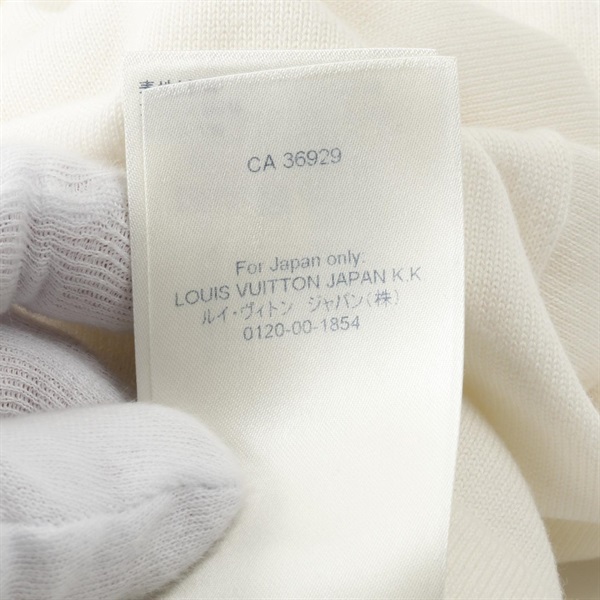 CA 36929
For Japan only:
LOUIS VUITTON JAPAN K.K
ルイ・ヴィトン ジャパン(株)
0120-00-1854